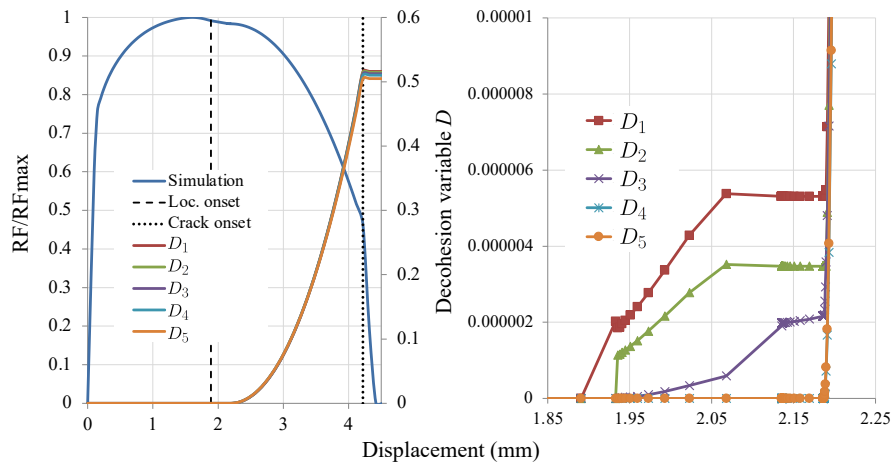 RF/RFmax
1
0.9
0.8
0.7
0.6
0.5
0.4
0.3
0.2
0.1
0
0 1 2 3 4
Simulation
Loc. onset
Crack onset
D1
D2
D3
D4
D5
0.6
0.5
0.4
0.3
0.2
0.1
0
Decohesion variable D
0.00001
0.000008
0.000006
0.000004
0.000002
0
D1
D2
D3
D4
D5
1.85 1.95 2.05 2.15 2.25
Displacement (mm)